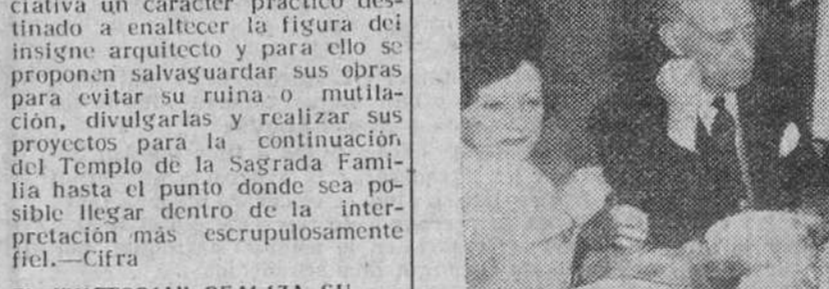 ciativa un carácter práctico des-
tinado a enaltecer la figura del
insigne arquitecto y para ello se
proponen salvaguardar sus obras
para evitar su ruina o mutila-
ción, divulgarlas y realizar sus
proyectos para la continuación
del Templo de la Sagrada Fami-
lia hasta el punto donde sea po-
sible llegar dentro de la inter-
pretación más escrupulosamente
fiel.—Cifra